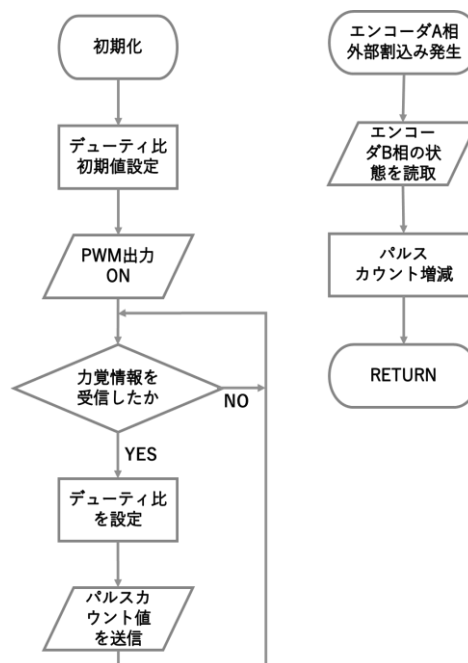 初期化
デューティ比
初期値設定
PWM出力
ON
力覚情報を
受信したか
NO
YES
デューティ比
を設定
パルスカ
ウント値
を送信
エンコーダA相
外部割込み発生
エンコー
ダB相の状
態を読取
パルス
カウント増減
RETURN